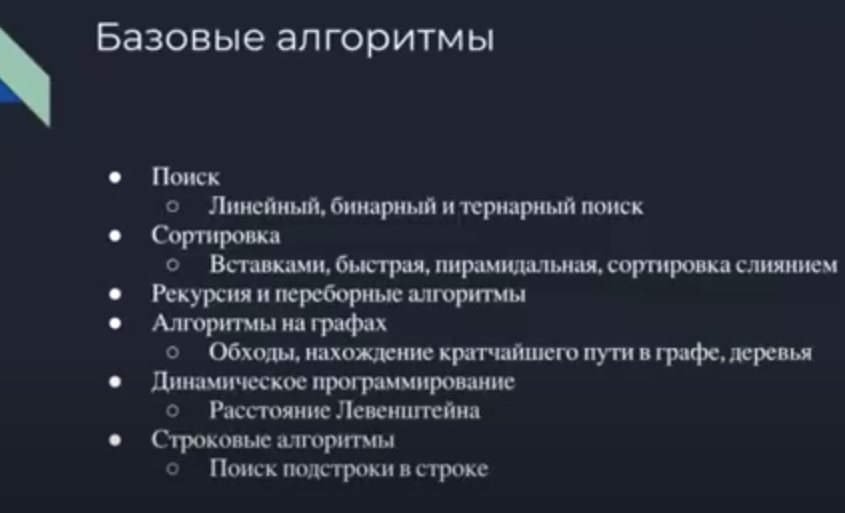 Базовые алгоритмы
● Поиск
○ Линейный, бинарный и тернарный поиск
● Сортировка
○ Вставками, быстрая, пирамидальная, сортировка слиянием
● Рекурсия и переборные алгоритмы
● Алгоритмы на графах
○ Обходы, нахождение кратчайшего пути в графе, деревья
● Динамическое программирование
○ Расстояние Левенштейна
● Строковые алгоритмы
○ Поиск подстроки в строке